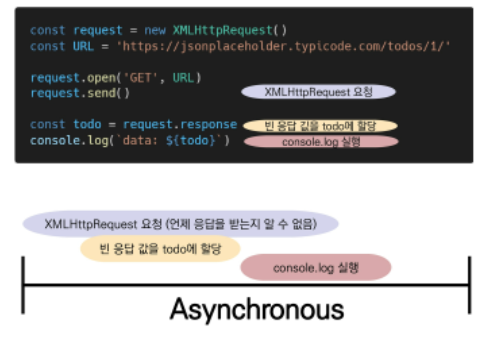 const request = new XMLHttpRequest()
const URL = 'https://jsonplaceholder.typicode.com/todos/1/'
request.open('GET', URL)
request.send()
XMLHttpRequest 요청
const todo = request.response
빈 응답 값을 todo에 할당
console.log(`data: ${todo}`)
console.log 실행
XMLHttpRequest 요청 (언제 응답을 받는지 알 수 없음)
빈 응답 값을 todo에 할당
console.log 실행
Asynchronous